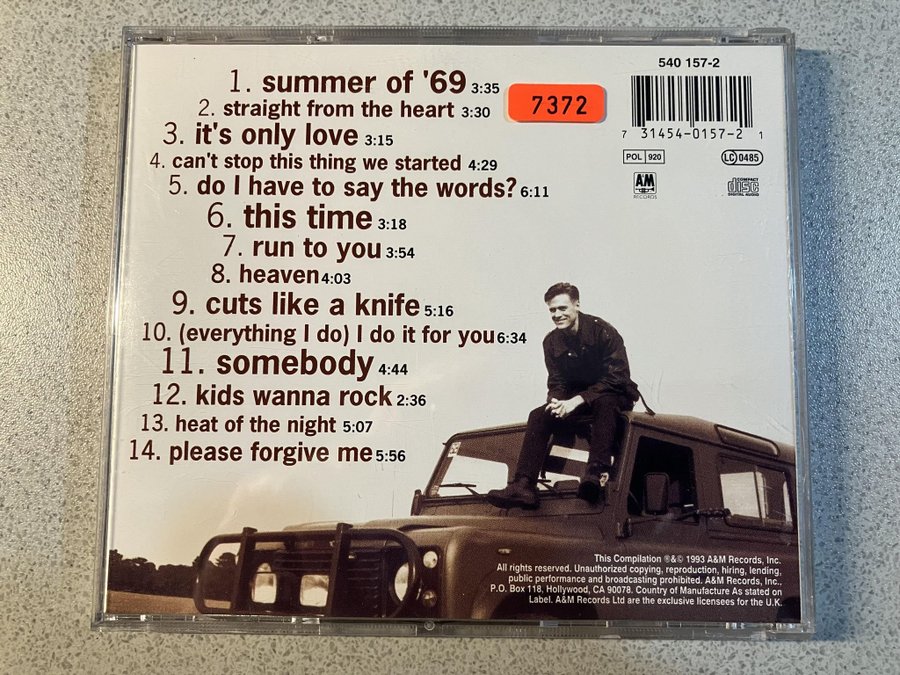 1. summer of '69 3:35
2. straight from the heart 3:30
3. it's only love 3:15
4. can't stop this thing we started 4:29
5. do I have to say the words? 6:11
6. this time 3:18
7. run to you 3:54
8. heaven 4:03
9. cuts like a knife 5:16
10. (everything I do) I do it for you 6:34
11. somebody 4:44
12. kids wanna rock 2:36
13. heat of the night 5:07
14. please forgive me 5:56
7372
540 157-2
7 31454-0157-2 1
POL 920
LC 0485
A&M
RECORDS
COMPACT
disc
DIGITAL AUDIO
This Compilation ℗&© 1993 A&M Records, Inc.
All rights reserved. Unauthorized copying, reproduction, hiring, lending,
public performance and broadcasting prohibited. A&M Records, Inc.,
P.O. Box 118, Hollywood, CA 90078. Country of Manufacture As stated on
Label. A&M Records Ltd are the exclusive licensees for the U.K.